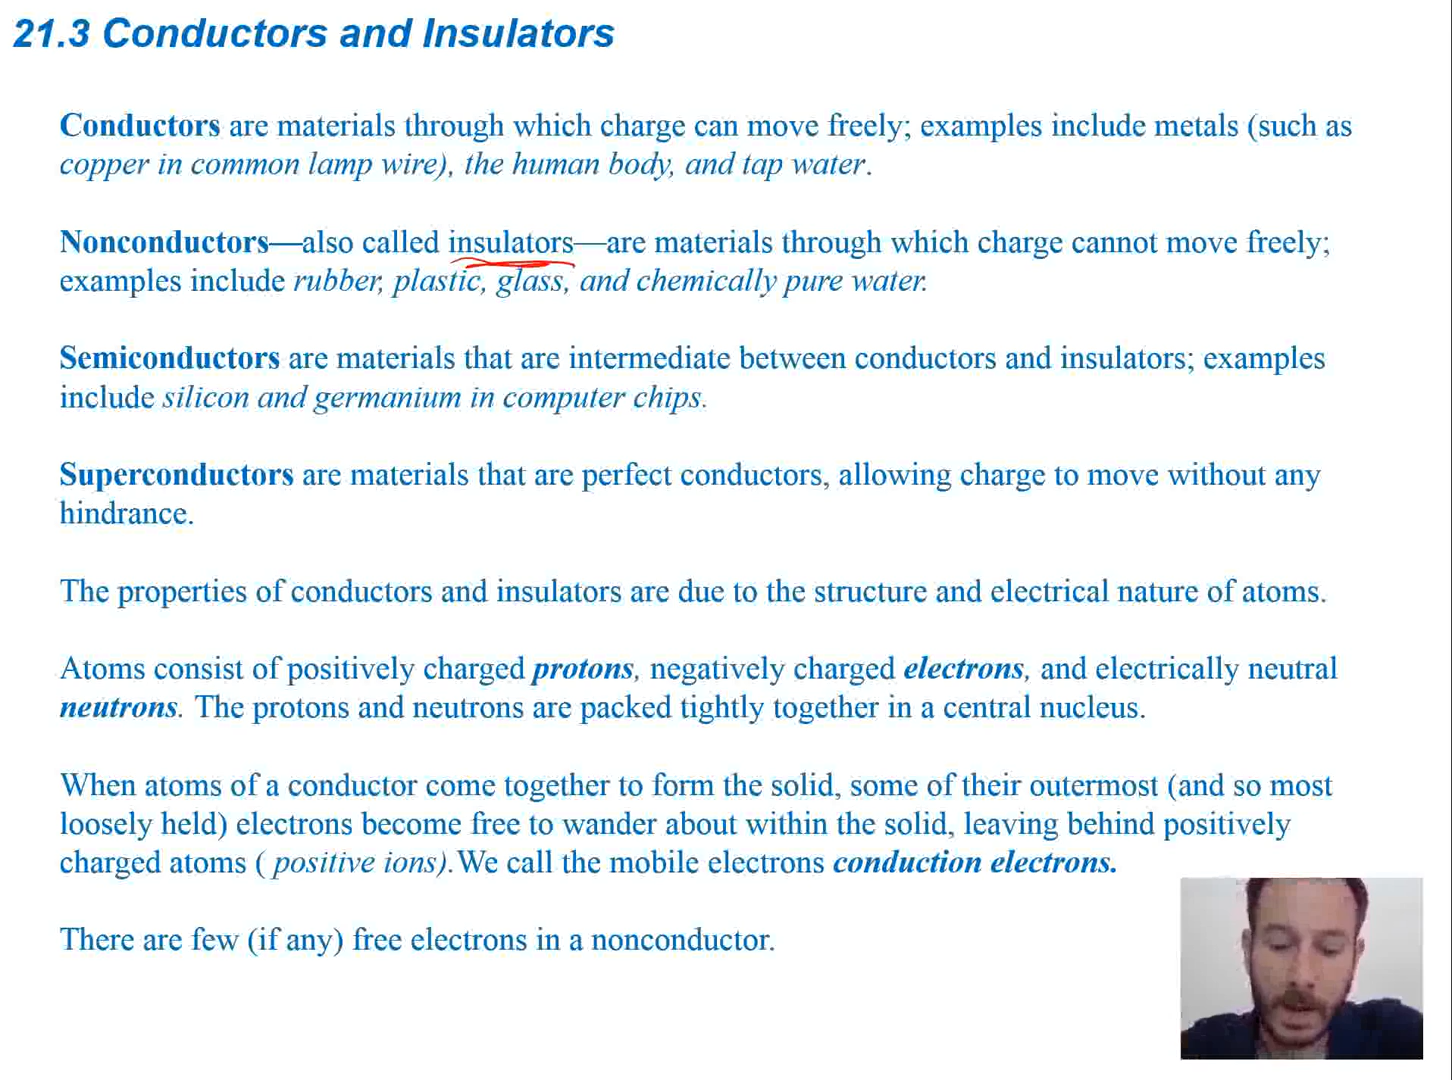 21.3 Conductors and Insulators
Conductors are materials through which charge can move freely; examples include metals (such as
copper in common lamp wire), the human body, and tap water.
Nonconductors—also called insulators—are materials through which charge cannot move freely;
examples include rubber, plastic, glass, and chemically pure water.
Semiconductors are materials that are intermediate between conductors and insulators; examples
include silicon and germanium in computer chips.
Superconductors are materials that are perfect conductors, allowing charge to move without any
hindrance.
The properties of conductors and insulators are due to the structure and electrical nature of atoms.
Atoms consist of positively charged protons, negatively charged electrons, and electrically neutral
neutrons. The protons and neutrons are packed tightly together in a central nucleus.
When atoms of a conductor come together to form the solid, some of their outermost (and so most
loosely held) electrons become free to wander about within the solid, leaving behind positively
charged atoms ( positive ions).We call the mobile electrons conduction electrons.
There are few (if any) free electrons in a nonconductor.